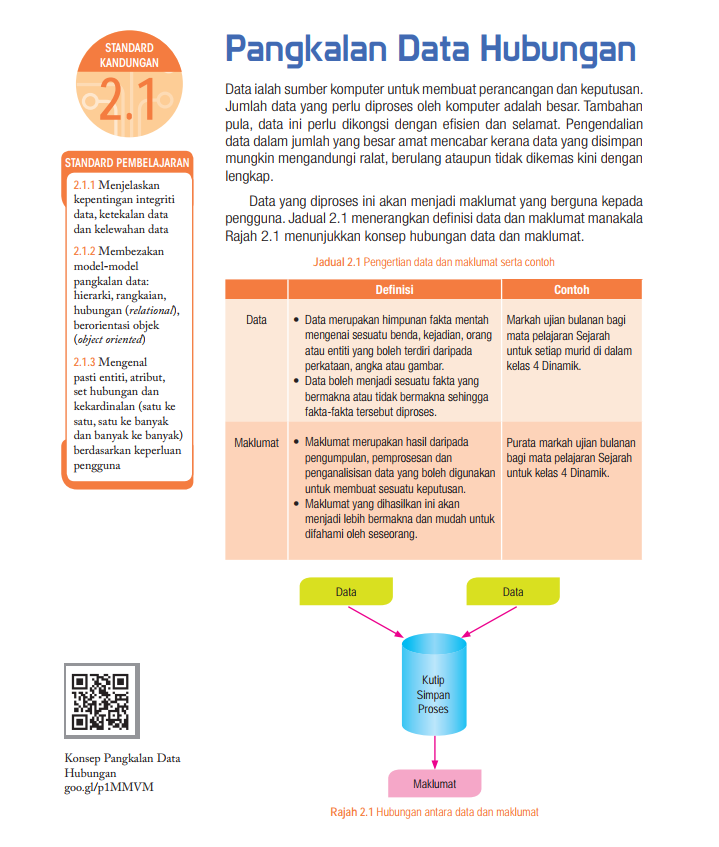 STANDARD
KANDUNGAN
2.1
STANDARD PEMBELAJARAN
2.1.1 Menjelaskan
kepentingan integriti
data, ketekalan data
dan kelewahan data
2.1.2 Membezakan
model-model
pangkalan data:
hierarki, rangkaian,
hubungan (relational),
berorientasi objek
(object oriented)
2.1.3 Mengenal
pasti entiti, atribut,
set hubungan dan
kekardinalan (satu ke
satu, satu ke banyak
dan banyak ke banyak)
berdasarkan keperluan
pengguna
Konsep Pangkalan Data
Hubungan
goo.gl/p1MMVM
Pangkalan Data Hubungan
Data ialah sumber komputer untuk membuat perancangan dan keputusan.
Jumlah data yang perlu diproses oleh komputer adalah besar. Tambahan
pula, data ini perlu dikongsi dengan efisien dan selamat. Pengendalian
data dalam jumlah yang besar amat mencabar kerana data yang disimpan
mungkin mengandungi ralat, berulang ataupun tidak dikemas kini dengan
lengkap.
Data yang diproses ini akan menjadi maklumat yang berguna kepada
pengguna. Jadual 2.1 menerangkan definisi data dan maklumat manakala
Rajah 2.1 menunjukkan konsep hubungan data dan maklumat.
Jadual 2.1 Pengertian data dan maklumat serta contoh
Definisi
Contoh
Data
• Data merupakan himpunan fakta mentah
mengenai sesuatu benda, kejadian, orang
atau entiti yang boleh terdiri daripada
perkataan, angka atau gambar.
• Data boleh menjadi sesuatu fakta yang
bermakna atau tidak bermakna sehingga
fakta-fakta tersebut diproses.
Markah ujian bulanan bagi
mata pelajaran Sejarah
untuk setiap murid di dalam
kelas 4 Dinamik.
Maklumat
• Maklumat merupakan hasil daripada
pengumpulan, pemprosesan dan
penganalisisan data yang boleh digunakan
untuk membuat sesuatu keputusan.
• Maklumat yang dihasilkan ini akan
menjadi lebih bermakna dan mudah untuk
difahami oleh seseorang.
Purata markah ujian bulanan
bagi mata pelajaran Sejarah
untuk kelas 4 Dinamik.
Data
Data
Kutip
Simpan
Proses
Maklumat
Rajah 2.1 Hubungan antara data dan maklumat